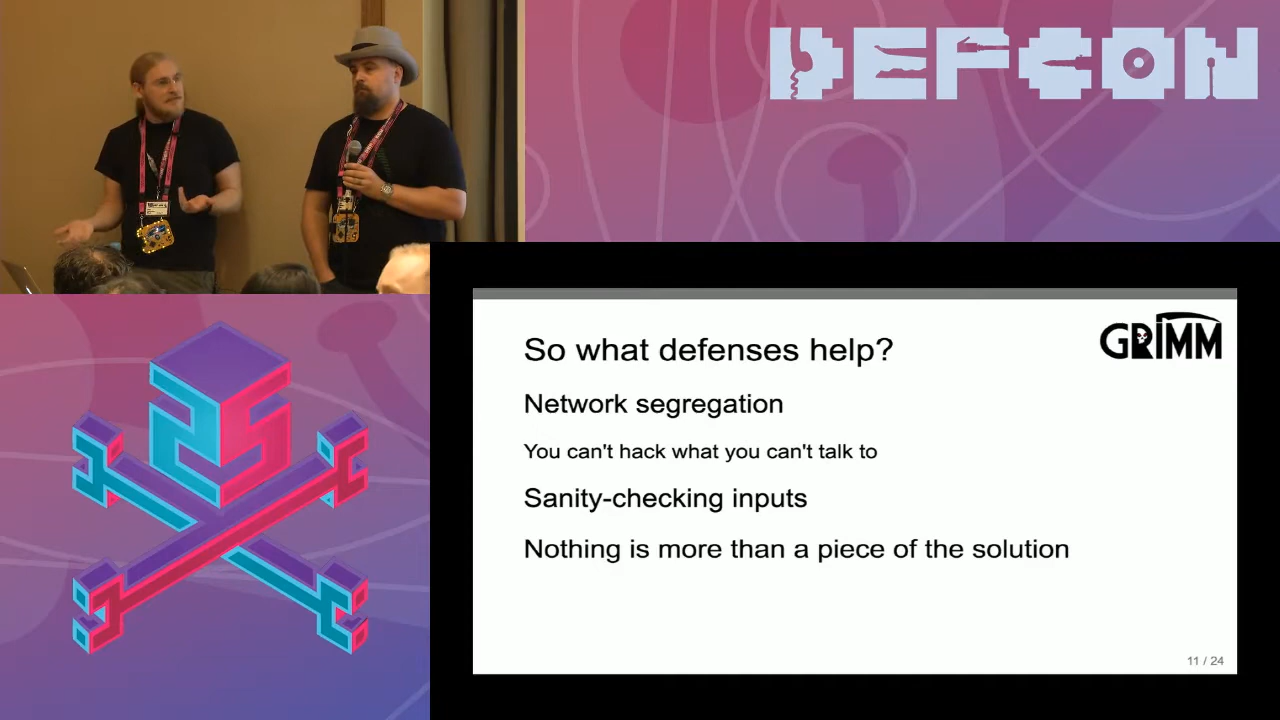 DEFCON
GRIMM
So what defenses help?
Network segregation
You can't hack what you can't talk to
Sanity-checking inputs
Nothing is more than a piece of the solution
11 / 24